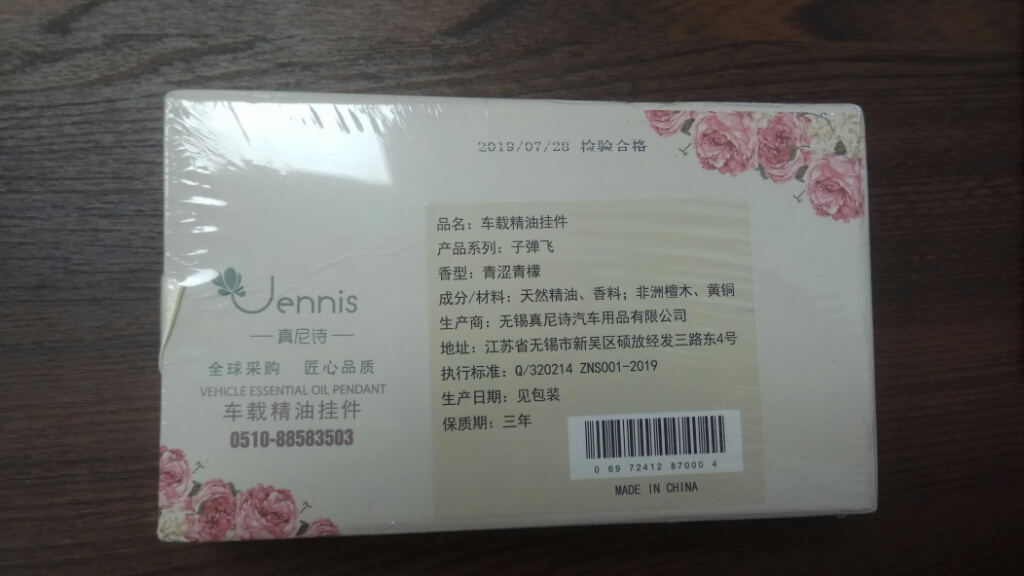 2019/07/28 检验合格
品名：车载精油挂件
产品系列：子弹飞
香型：青涩青檬
成分/材料：天然精油、香料；非洲檀木、黄铜
生产商：无锡真尼诗汽车用品有限公司
地址：江苏省无锡市新吴区硕放经发三路东4号
执行标准：Q/320214 ZNS001-2019
生产日期：见包装
保质期：三年
0 69 72412 87000 4
MADE IN CHINA
Jennis
真尼诗
全球采购 匠心品质
VEHICLE ESSENTIAL OIL PENDANT
车载精油挂件
0510-88583503